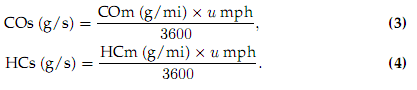 COs (g/s) = COm (g/mi) × u mph / 3600, (3)
HCs (g/s) = HCm (g/mi) × u mph / 3600. (4)